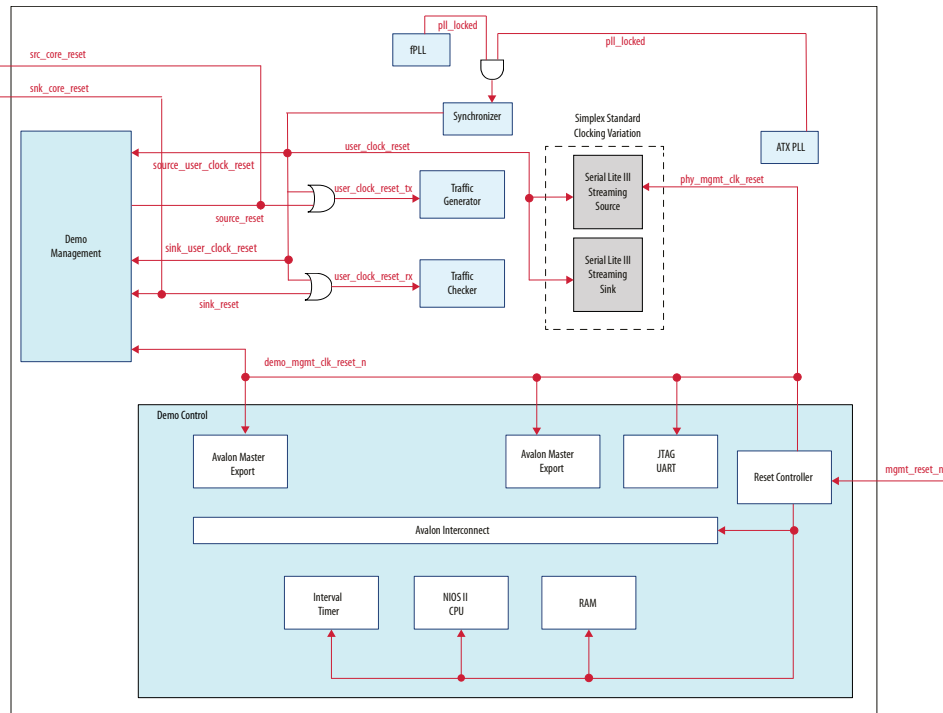 pll_locked
fPLL
pll_locked
src_core_reset
snk_core_reset
Synchronizer
Simplex Standard
Clocking Variation
ATX PLL
user_clock_reset
source_user_clock_reset
Serial Lite III
Streaming
Source
phy_mgmt_clk_reset
user_clock_reset_tx
Traffic
Generator
source_reset
Demo
Management
sink_user_clock_reset
Serial Lite III
Streaming
Sink
user_clock_reset_rx
Traffic
Checker
sink_reset
demo_mgmt_clk_reset_n
Demo Control
Avalon Master
Export
Avalon Master
Export
JTAG
UART
Reset Controller
mgmt_reset_n
Avalon Interconnect
Interval
Timer
NIOS II
CPU
RAM